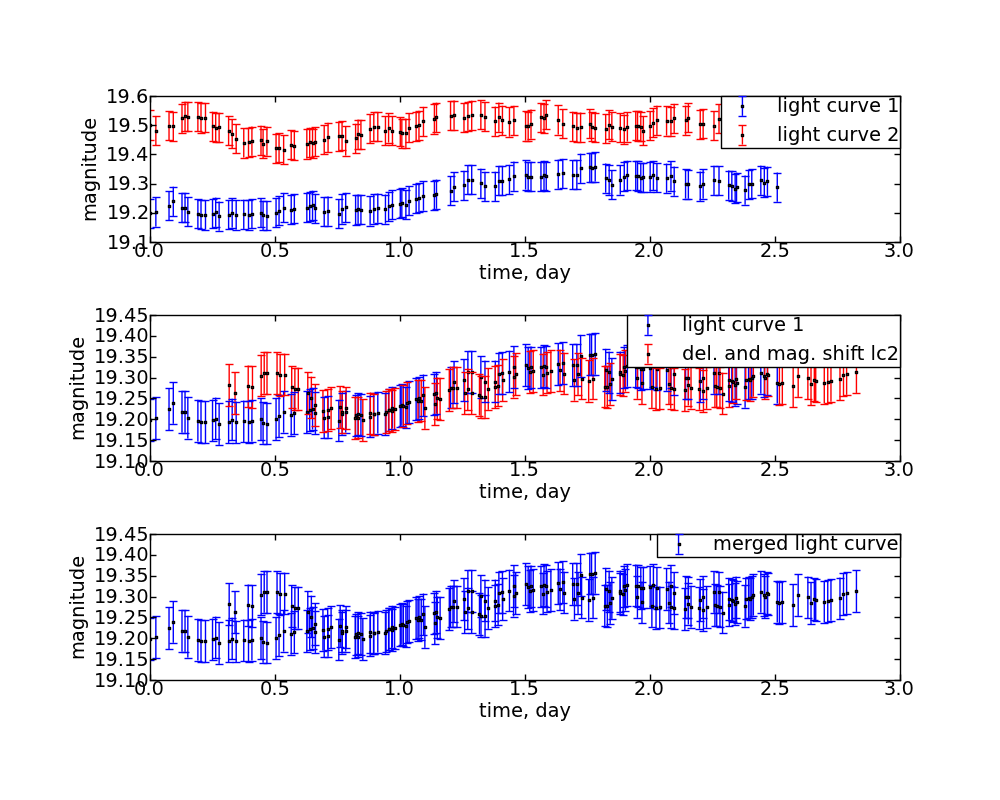 19.6
19.5
19.4
19.3
19.2
19.1
magnitude
light curve 1
light curve 2
0.0 0.5 1.0 1.5 2.0 2.5 3.0
time, day
19.45
19.40
19.35
19.30
19.25
19.20
19.15
19.10
magnitude
light curve 1
del. and mag. shift lc2
0.0 0.5 1.0 1.5 2.0 2.5 3.0
time, day
19.45
19.40
19.35
19.30
19.25
19.20
19.15
19.10
magnitude
merged light curve
0.0 0.5 1.0 1.5 2.0 2.5 3.0
time, day